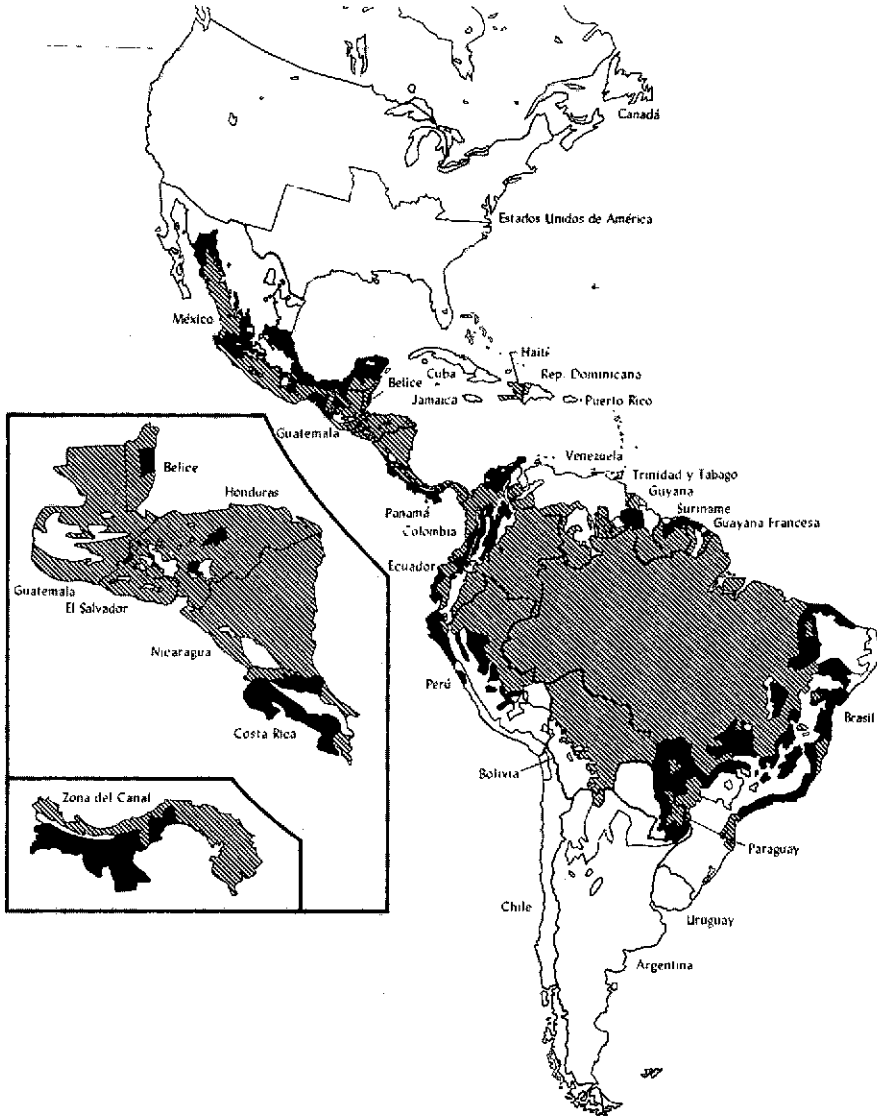 Canadá
Estados Unidos de América
México
Haití
Cuba
Rep. Dominicana
Belice
Jamaica
Puerto Rico
Guatemala
Venezuela
Trinidad y Tabago
Guyana
Suriname
Guayana Francesa
Panamá
Colombia
Ecuador
Perú
Brasil
Bolivia
Paraguay
Chile
Uruguay
Argentina
Belice
Honduras
Guatemala
El Salvador
Nicaragua
Costa Rica
Zona del Canal